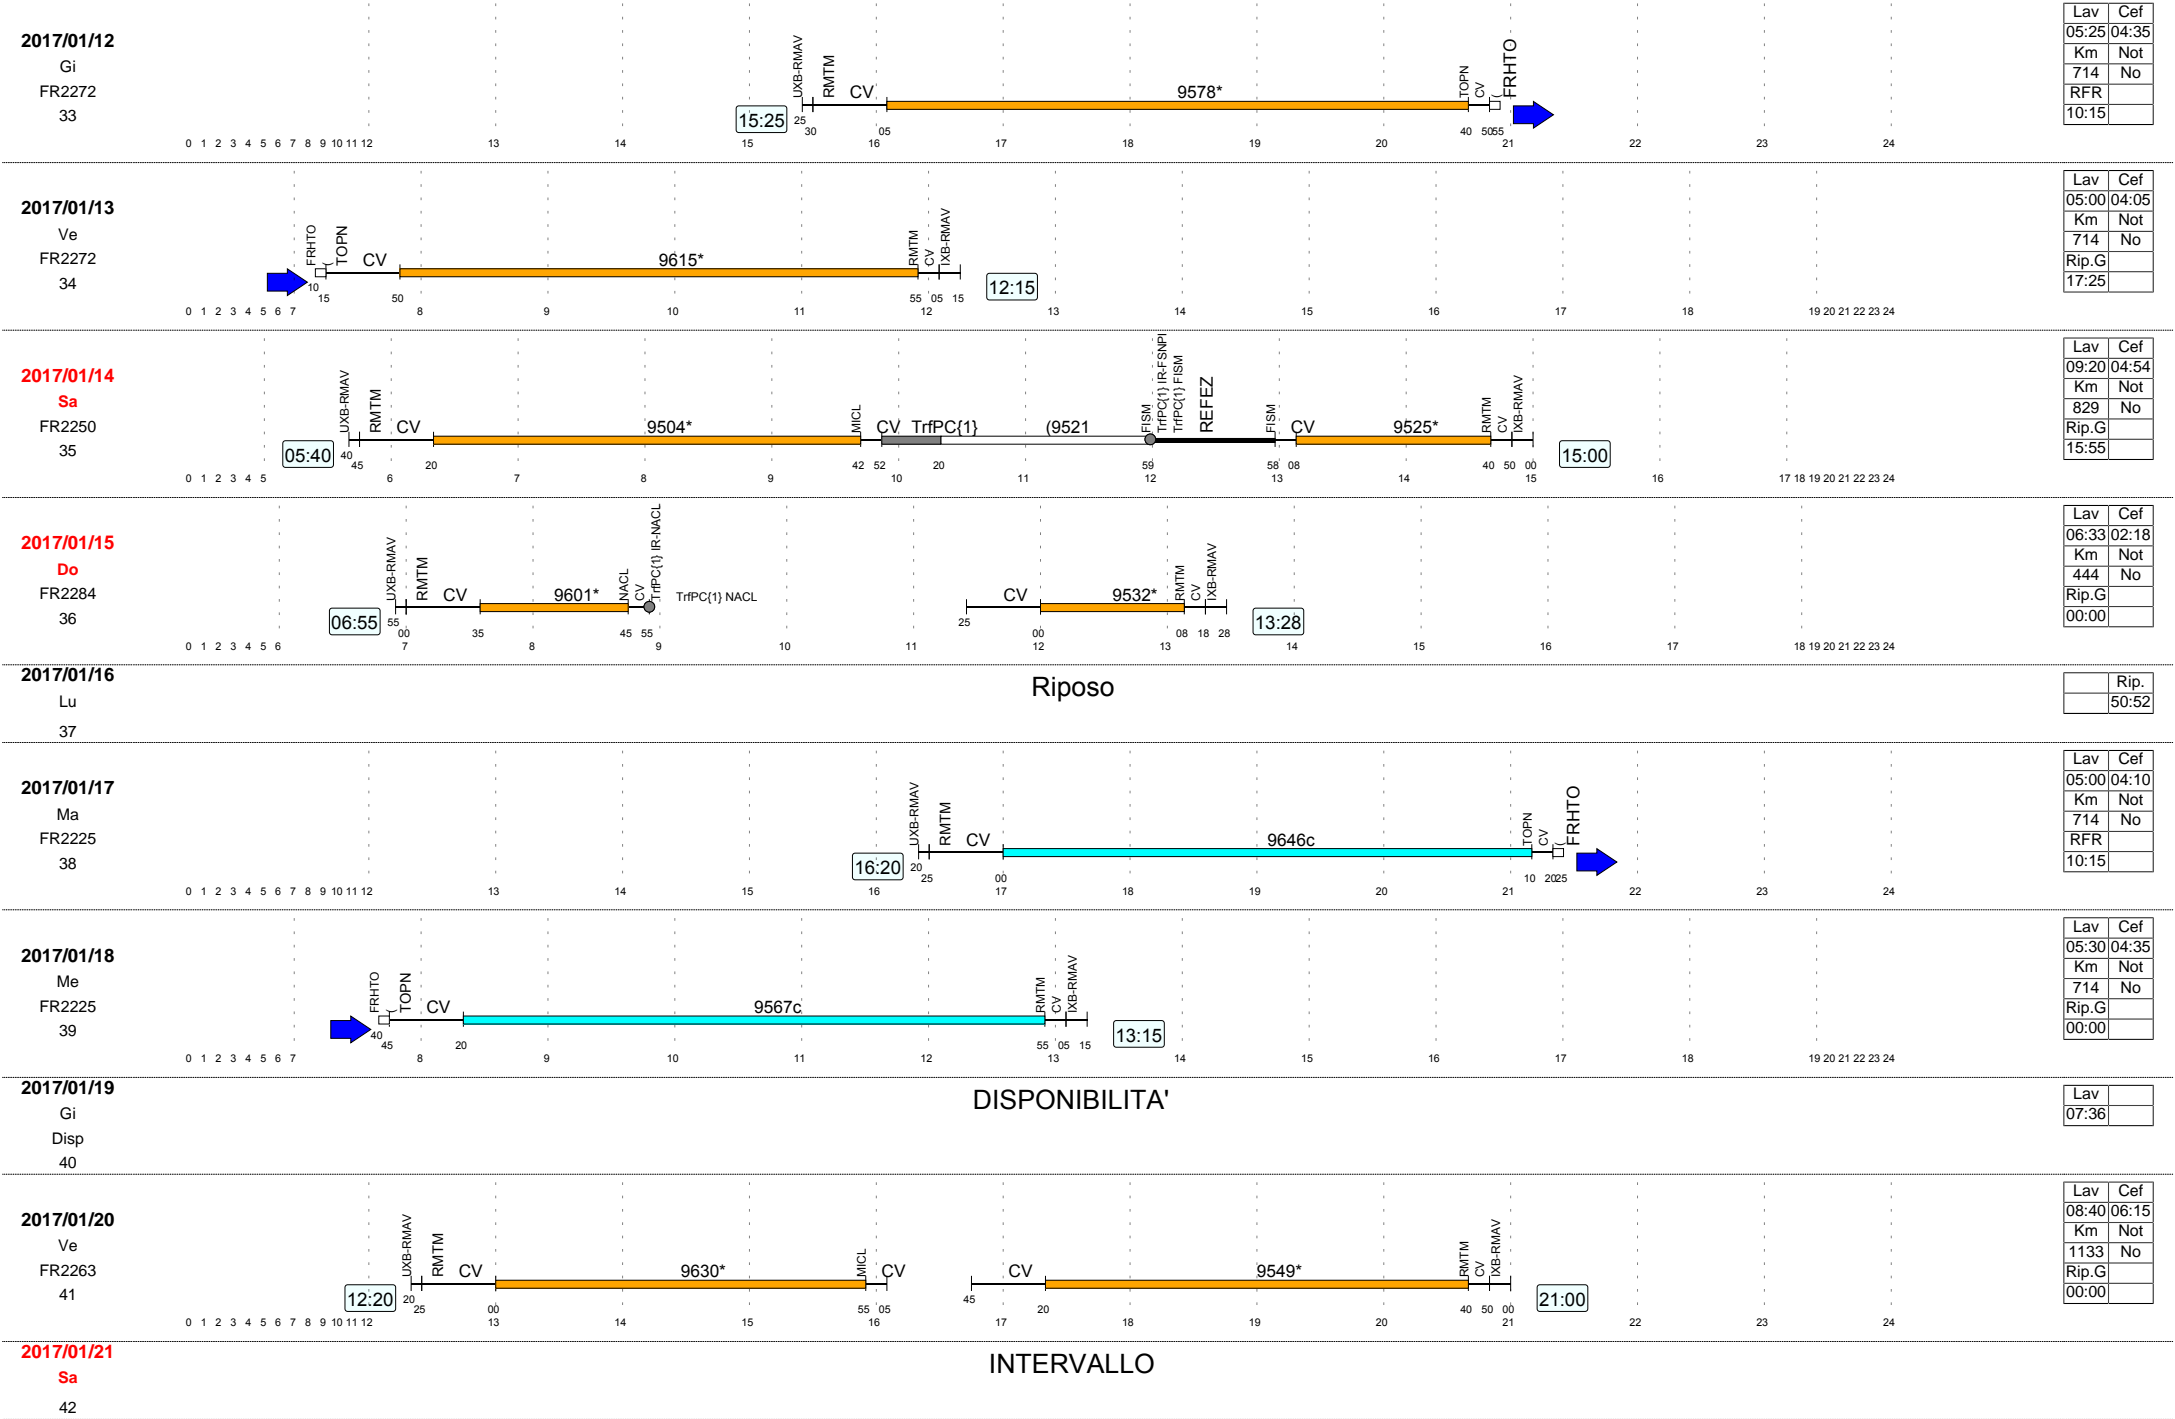 2017/01/12
Gi
FR2272
33
15:25
UXB-RMAV
RMTM
CV
9578*
TOPN
CV
(
FRHTO
25 30 05 40 50 55
0 1 2 3 4 5 6 7 8 9 10 11 12 13 14 15 16 17 18 19 20 21 22 23 24
Lav Cef
05:25 04:35
Km Not
714 No
RFR
10:15
2017/01/13
Ve
FR2272
34
FRHTO
(
TOPN
CV
9615*
RMTM
CV
IXB-RMAV
12:15
10 15 50 55 05 15
0 1 2 3 4 5 6 7 8 9 10 11 12 13 14 15 16 17 18 19 20 21 22 23 24
Lav Cef
05:00 04:05
Km Not
714 No
Rip.G
17:25
2017/01/14
Sa
FR2250
35
05:40
UXB-RMAV
RMTM
CV
9504*
MICL
CV
TrfPC{1}
(9521
FISM
TrfPC{1} IR-FSNPI
TrfPC{1} FISM
REFEZ
FISM
CV
9525*
RMTM
CV
IXB-RMAV
15:00
40 45 20 42 52 20 59 58 08 40 50 00
0 1 2 3 4 5 6 7 8 9 10 11 12 13 14 15 16 17 18 19 20 21 22 23 24
Lav Cef
09:20 04:54
Km Not
829 No
Rip.G
15:55
2017/01/15
Do
FR2284
36
06:55
UXB-RMAV
RMTM
CV
9601*
NACL
CV
TrfPC{1} IR-NACL
TrfPC{1} NACL
CV
9532*
RMTM
CV
IXB-RMAV
13:28
55 00 35 45 55 25 00 08 18 28
0 1 2 3 4 5 6 7 8 9 10 11 12 13 14 15 16 17 18 19 20 21 22 23 24
Lav Cef
06:33 02:18
Km Not
444 No
Rip.G
00:00
2017/01/16
Lu
37
Riposo
Rip.
50:52
2017/01/17
Ma
FR2225
38
16:20
UXB-RMAV
RMTM
CV
9646c
TOPN
CV
(
FRHTO
20 25 00 10 20 25
0 1 2 3 4 5 6 7 8 9 10 11 12 13 14 15 16 17 18 19 20 21 22 23 24
Lav Cef
05:00 04:10
Km Not
714 No
RFR
10:15
2017/01/18
Me
FR2225
39
FRHTO
(
TOPN
CV
9567c
RMTM
CV
IXB-RMAV
13:15
40 45 20 55 05 15
0 1 2 3 4 5 6 7 8 9 10 11 12 13 14 15 16 17 18 19 20 21 22 23 24
Lav Cef
05:30 04:35
Km Not
714 No
Rip.G
00:00
2017/01/19
Gi
Disp
40
DISPONIBILITA'
Lav
07:36
2017/01/20
Ve
FR2263
41
12:20
UXB-RMAV
RMTM
CV
9630*
MICL
CV
CV
9549*
RMTM
CV
IXB-RMAV
21:00
20 25 00 55 05 45 20 40 50 00
0 1 2 3 4 5 6 7 8 9 10 11 12 13 14 15 16 17 18 19 20 21 22 23 24
Lav Cef
08:40 06:15
Km Not
1133 No
Rip.G
00:00
2017/01/21
Sa
42
INTERVALLO